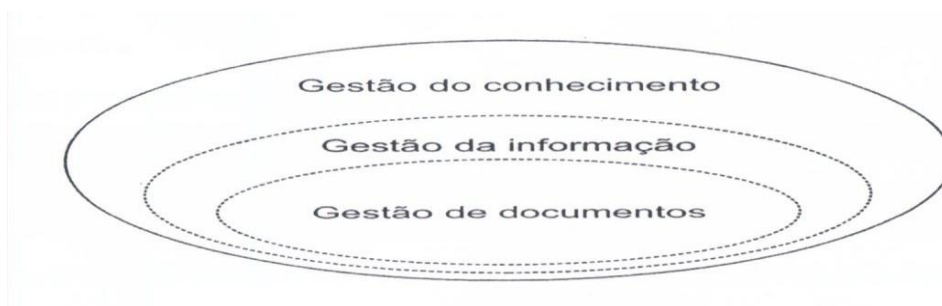 Gestão do conhecimento
Gestão da informação
Gestão de documentos